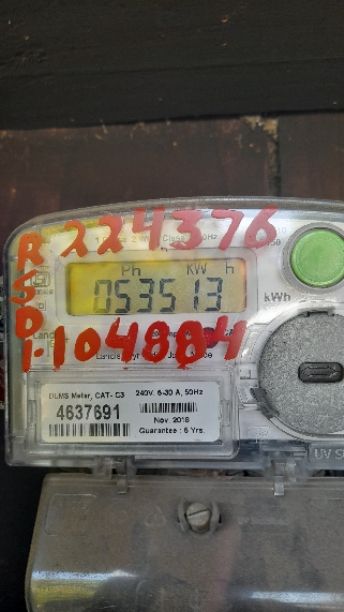 R 224376
Ph KW h
053513
kWh
S
D 1-104884
DLMS Meter, CAT- C3 240V, 6-30 A, 50Hz
4637691
Nov. 2018
Guarantee : 5 Yrs.